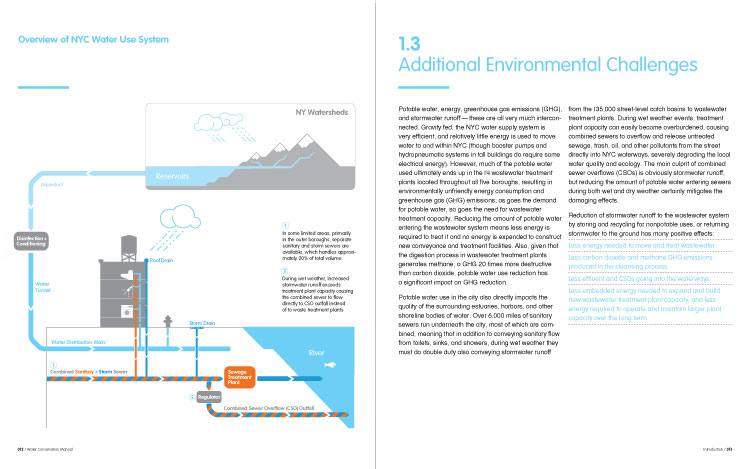 Overview of NYC Water Use System
NY Watersheds
Reservoirs
Aqueduct
Disinfection +
Conditioning
Water
Tunnel
Roof Drain
Storm Drain
Water Distribution Main
River
1
Combined Sanitary + Storm Sewer
Sewage
Treatment
Plant
2
Regulator
Combined Sewer Overflow (CSO) Outfall
1
In some limited areas, primarily
in the outer boroughs, separate
sanitary and storm sewers are
available, which handles approxi-
mately 20% of total volume.
2
During wet weather, increased
stormwater runoff exceeds
treatment plant capacity causing
the combined sewer to flow
directly to CSO outfall instead
of to waste treatment plants
012 / Water Conservation Manual
1.3
Additional Environmental Challenges
Potable water, energy, greenhouse gas emissions (GHG),
and stormwater runoff — these are all very much intercon-
nected. Gravity fed, the NYC water supply system is
very efficient, and relatively little energy is used to move
water to and within NYC (though booster pumps and
hydropneumatic systems in tall buildings do require some
electrical energy). However, much of the potable water
used ultimately ends up in the 14 wastewater treatment
plants located throughout all five boroughs, resulting in
environmentally unfriendly energy consumption and
greenhouse gas (GHG) emissions, as goes the demand
for potable water, so goes the need for wastewater
treatment capacity. Reducing the amount of potable water
entering the wastewater system means less energy is
required to treat it and no energy is expended to construct
new conveyance and treatment facilities. Also, given that
the digestion process in wastewater treatment plants
generates methane, a GHG 20 times more destructive
than carbon dioxide, potable water use reduction has
a significant impact on GHG reduction.
Potable water use in the city also directly impacts the
quality of the surrounding estuaries, harbors, and other
shoreline bodies of water. Over 6,000 miles of sanitary
sewers run underneath the city, most of which are com-
bined, meaning that in addition to conveying sanitary flow
from toilets, sinks, and showers, during wet weather they
must do double duty also conveying stormwater runoff
from the 135,000 street-level catch basins to wastewater
treatment plants. During wet weather events, treatment
plant capacity can easily become overburdened, causing
combined sewers to overflow and release untreated
sewage, trash, oil, and other pollutants from the street
directly into NYC waterways, severely degrading the local
water quality and ecology. The main culprit of combined
sewer overflows (CSOs) is obviously stormwater runoff,
but reducing the amount of potable water entering sewers
during both wet and dry weather certainly mitigates the
damaging effects.
Reduction of stormwater runoff to the wastewater system
by storing and recycling for nonpotable uses, or returning
stormwater to the ground has many positive effects:
Less energy needed to move and treat wastewater.
Less carbon dioxide and methane GHG emissions
produced in the cleansing process.
Less effluent and CSOs going into the waterways.
Less embedded energy needed to expand and build
new wastewater treatment plant capacity, and less
energy required to operate and maintain larger plant
capacity over the long term.
Introduction / 013